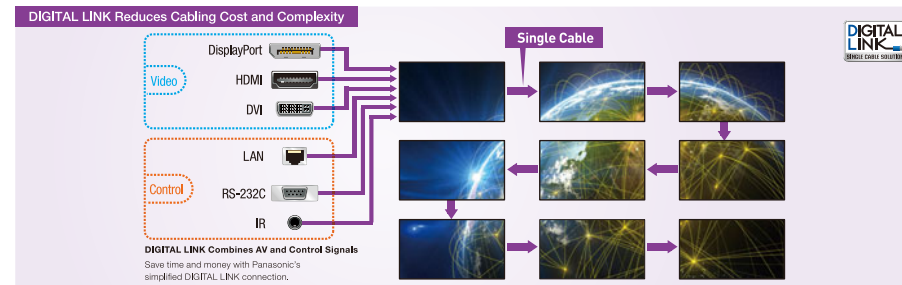 DIGITAL LINK Reduces Cabling Cost and Complexity
Single Cable
DIGITAL
LINK
SINGLE CABLE SOLUTION
Video
DisplayPort
HDMI
DVI
Control
LAN
RS-232C
IR
DIGITAL LINK Combines AV and Control Signals
Save time and money with Panasonic's
simplified DIGITAL LINK connection.